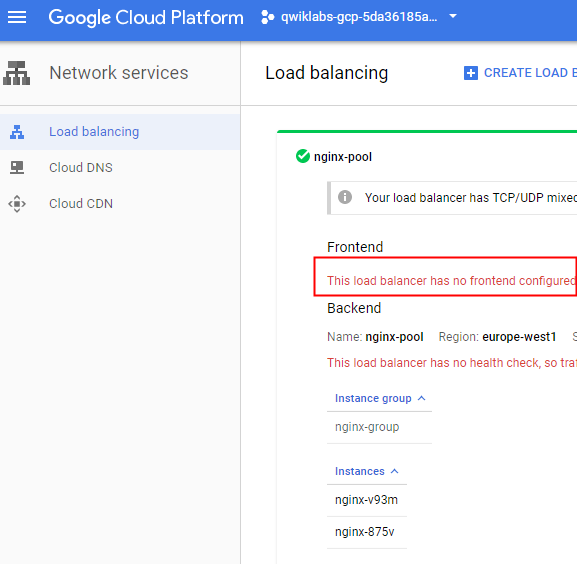 Google Cloud Platform
qwiklabs-gcp-5da36185a...
Network services
Load balancing
CREATE LOAD B
Load balancing
Cloud DNS
Cloud CDN
nginx-pool
Your load balancer has TCP/UDP mixed
Frontend
This load balancer has no frontend configured
Backend
Name: nginx-pool Region: europe-west1 S
This load balancer has no health check, so traf
Instance group
nginx-group
Instances
nginx-v93m
nginx-875v